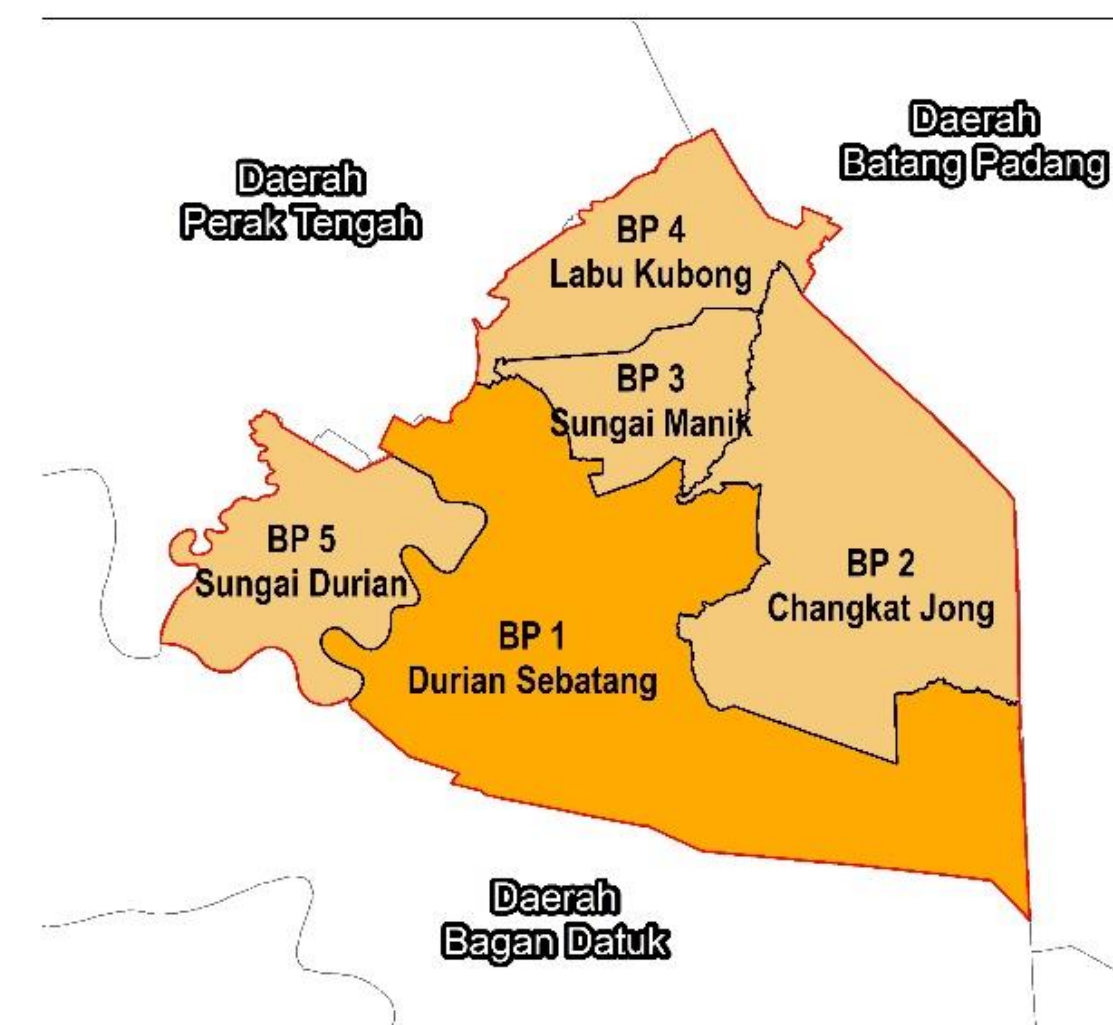 Daerah
Batang Padang
Daerah
Perak Tengah
BP 4
Labu Kubong
BP 3
Sungai Manik
BP 5
Sungai Durian
BP 2
Changkat Jong
BP 1
Durian Sebatang
Daerah
Bagan Datuk